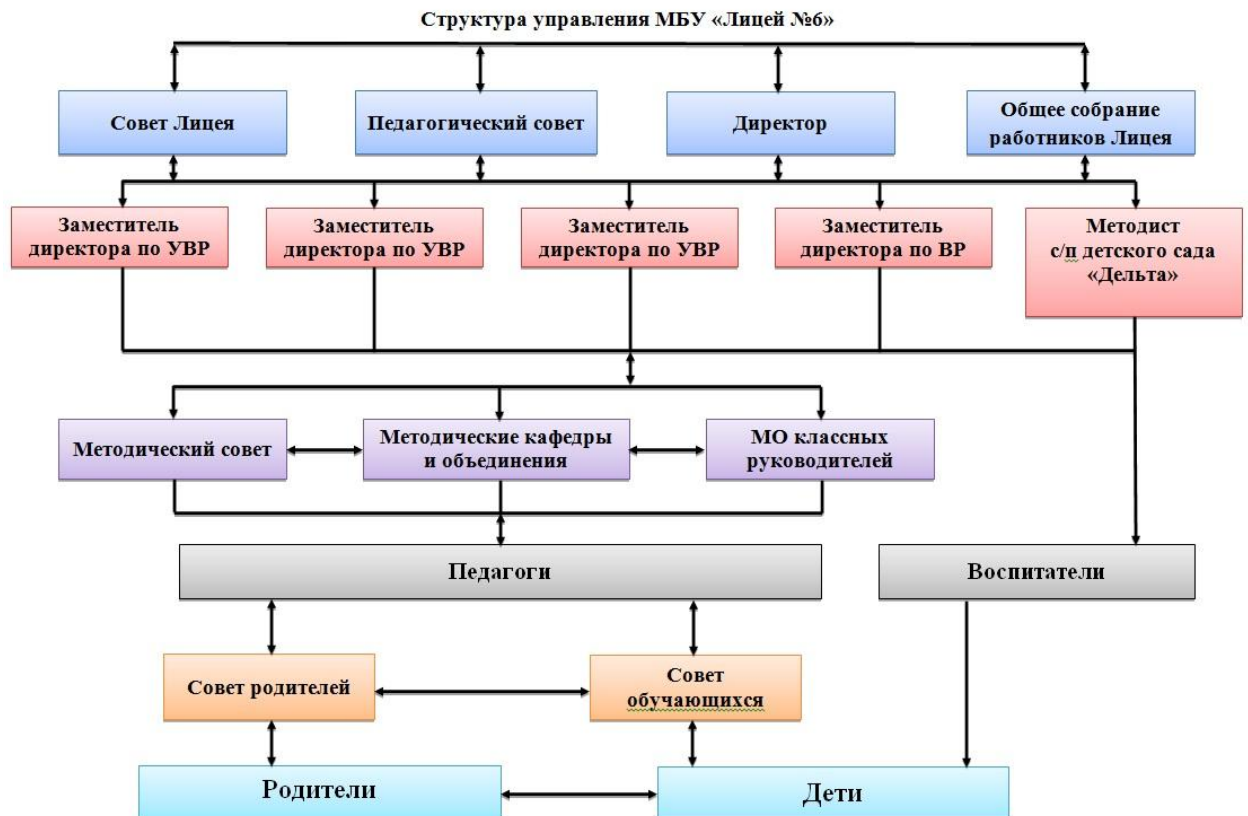 Структура управления МБУ «Лицей №6»
Совет Лицея
Педагогический совет
Директор
Общее собрание
работников Лицея
Заместитель
директора по УВР
Заместитель
директора по УВР
Заместитель
директора по УВР
Заместитель
директора по ВР
Методист
с/п детского сада
«Дельта»
Методический совет
Методические кафедры
и объединения
МО классных
руководителей
Педагоги
Воспитатели
Совет родителей
Совет
обучающихся
Родители
Дети